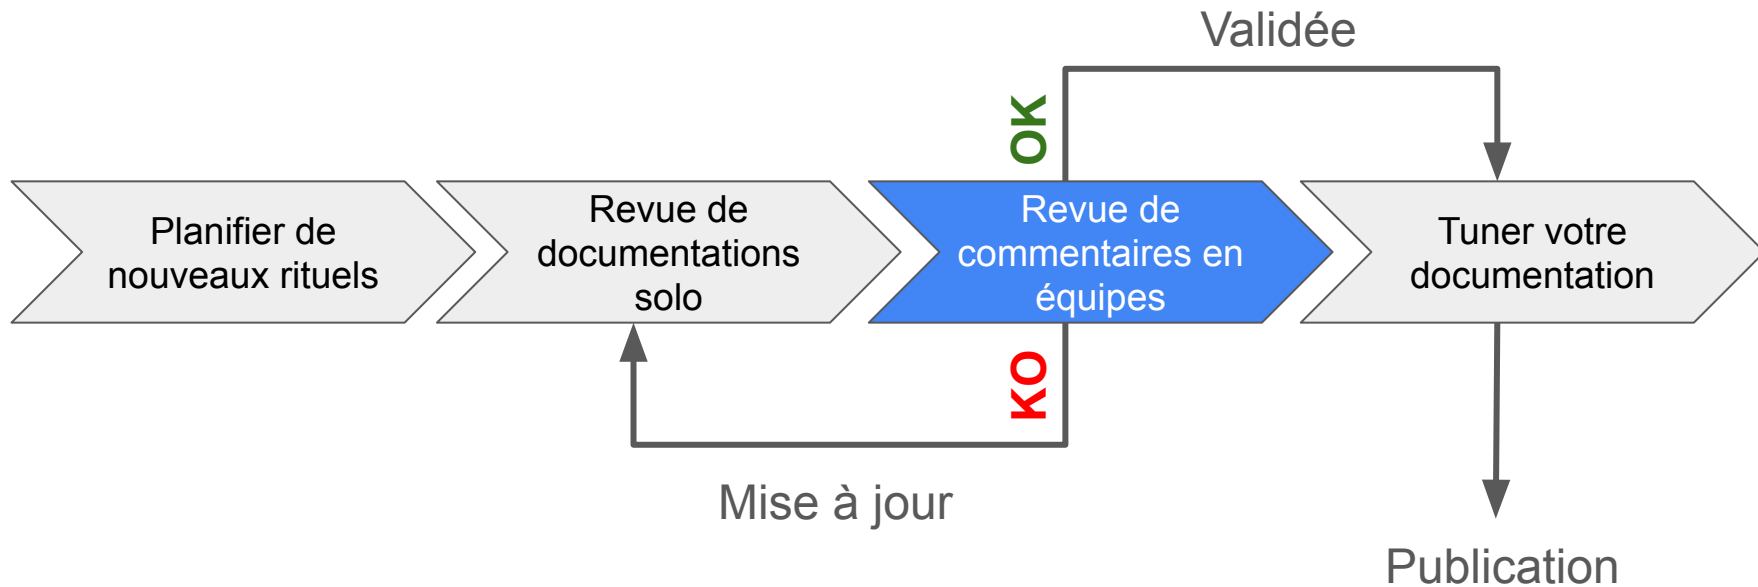 Validée
OK
Planifier de
nouveaux rituels
Revue de
documentations
solo
Revue de
commentaires en
équipes
Tuner votre
documentation
KO
Mise à jour
Publication